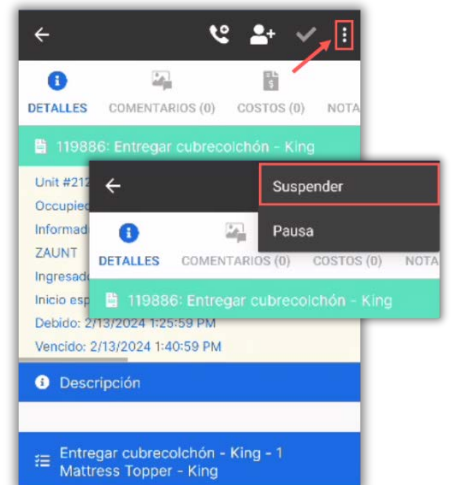 DETALLES COMENTARIOS (0) COSTOS (0) NOTA
119886: Entregar cubrecolchón - King
Unit #212
Occupied
Informad
ZAUNT
Ingresado
Inicio esp
Debido: 2/13/2024 1:25:59 PM
Vencido: 2/13/2024 1:40:59 PM
Descripción
Entregar cubrecolchón - King - 1
Mattress Topper - King
Suspender
Pausa
DETALLES COMENTARIOS (0) COSTOS (0) NOTA
119886: Entregar cubrecolchón - King